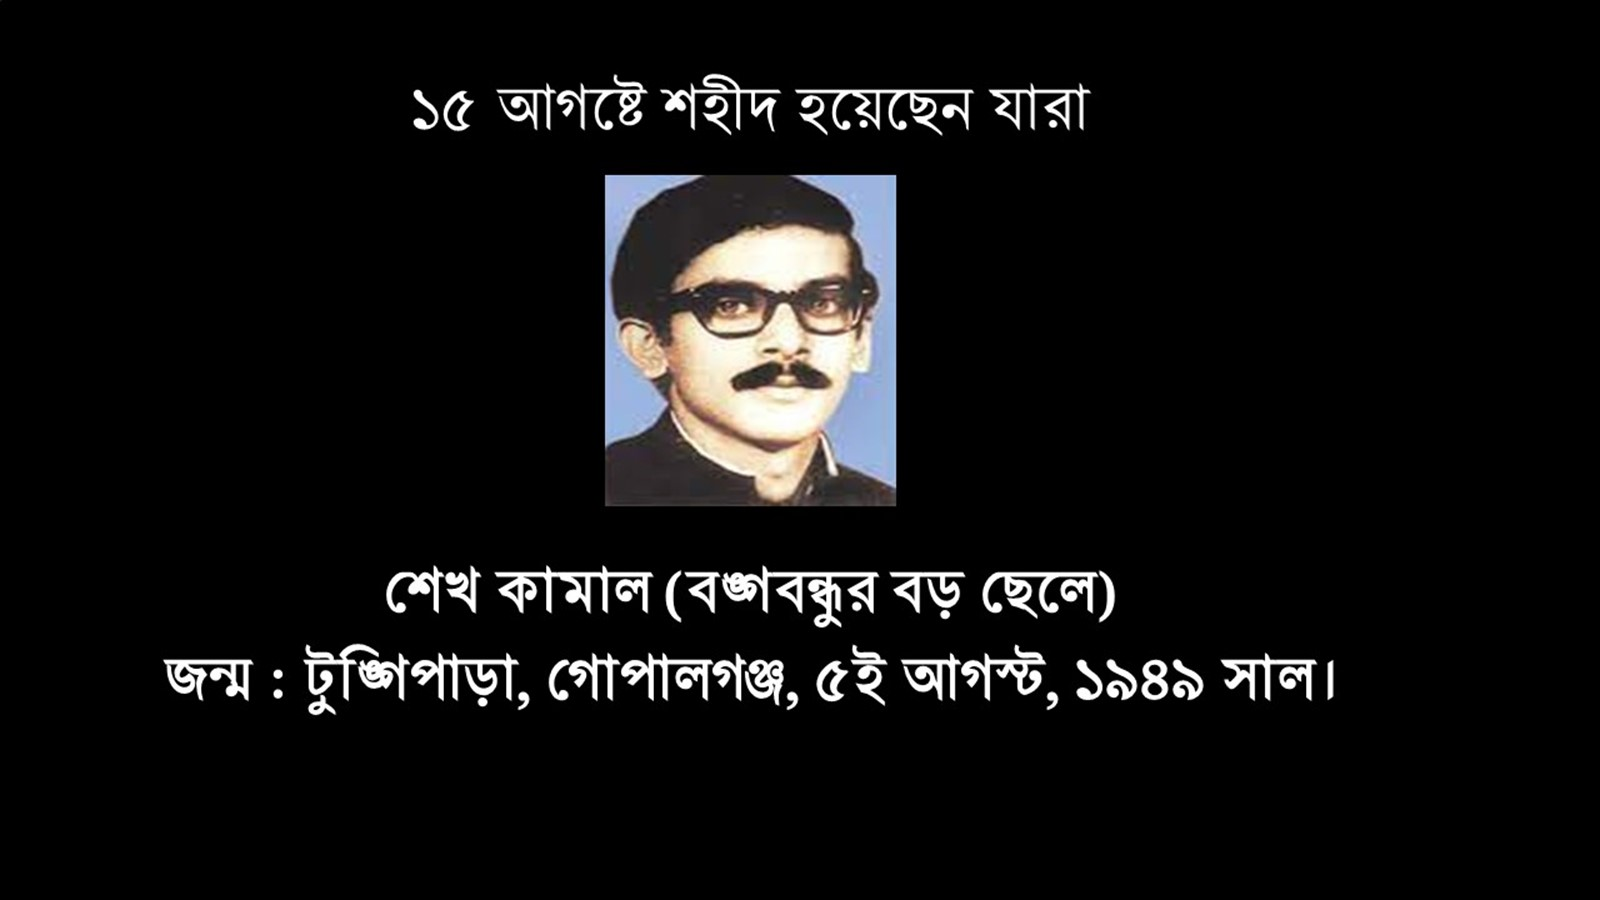 ১৫ আগষ্টে শহীদ হয়েছেন যারা
শেখ কামাল (বঙ্গবন্ধুর বড় ছেলে)
জন্ম : টুঙ্গিপাড়া, গোপালগঞ্জ, ৫ই আগস্ট, ১৯৪৯ সাল।